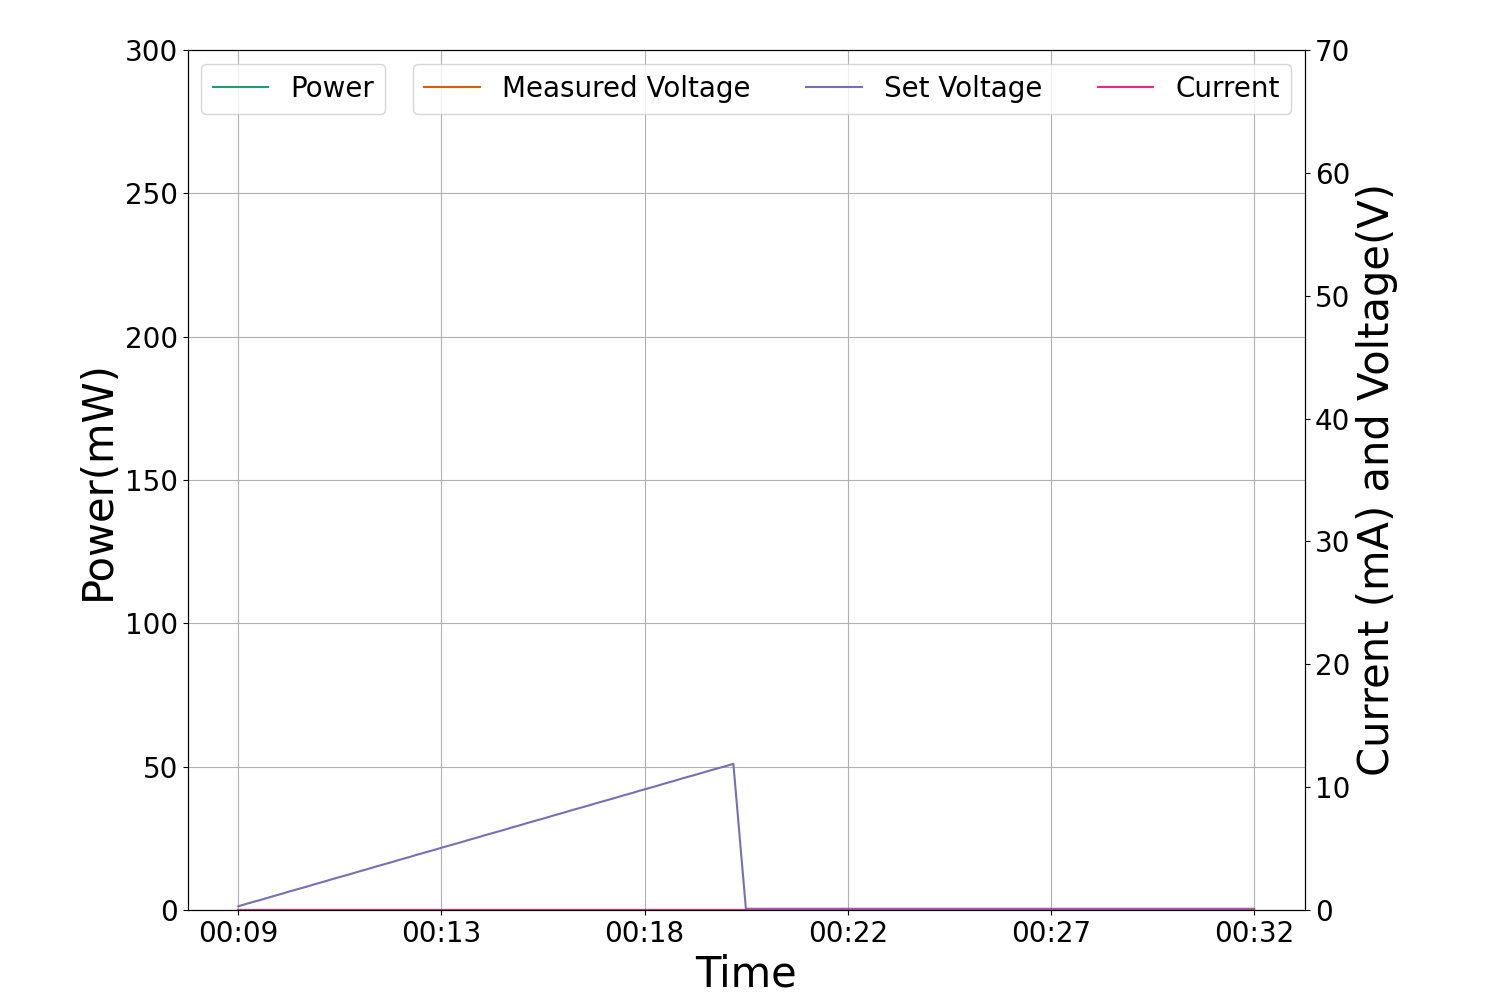 Power
Measured Voltage
Set Voltage
Current
300
250
200
150
100
50
0
Power(mW)
70
60
50
40
30
20
10
0
Current (mA) and Voltage(V)
00:09 00:13 00:18 00:22 00:27 00:32
Time